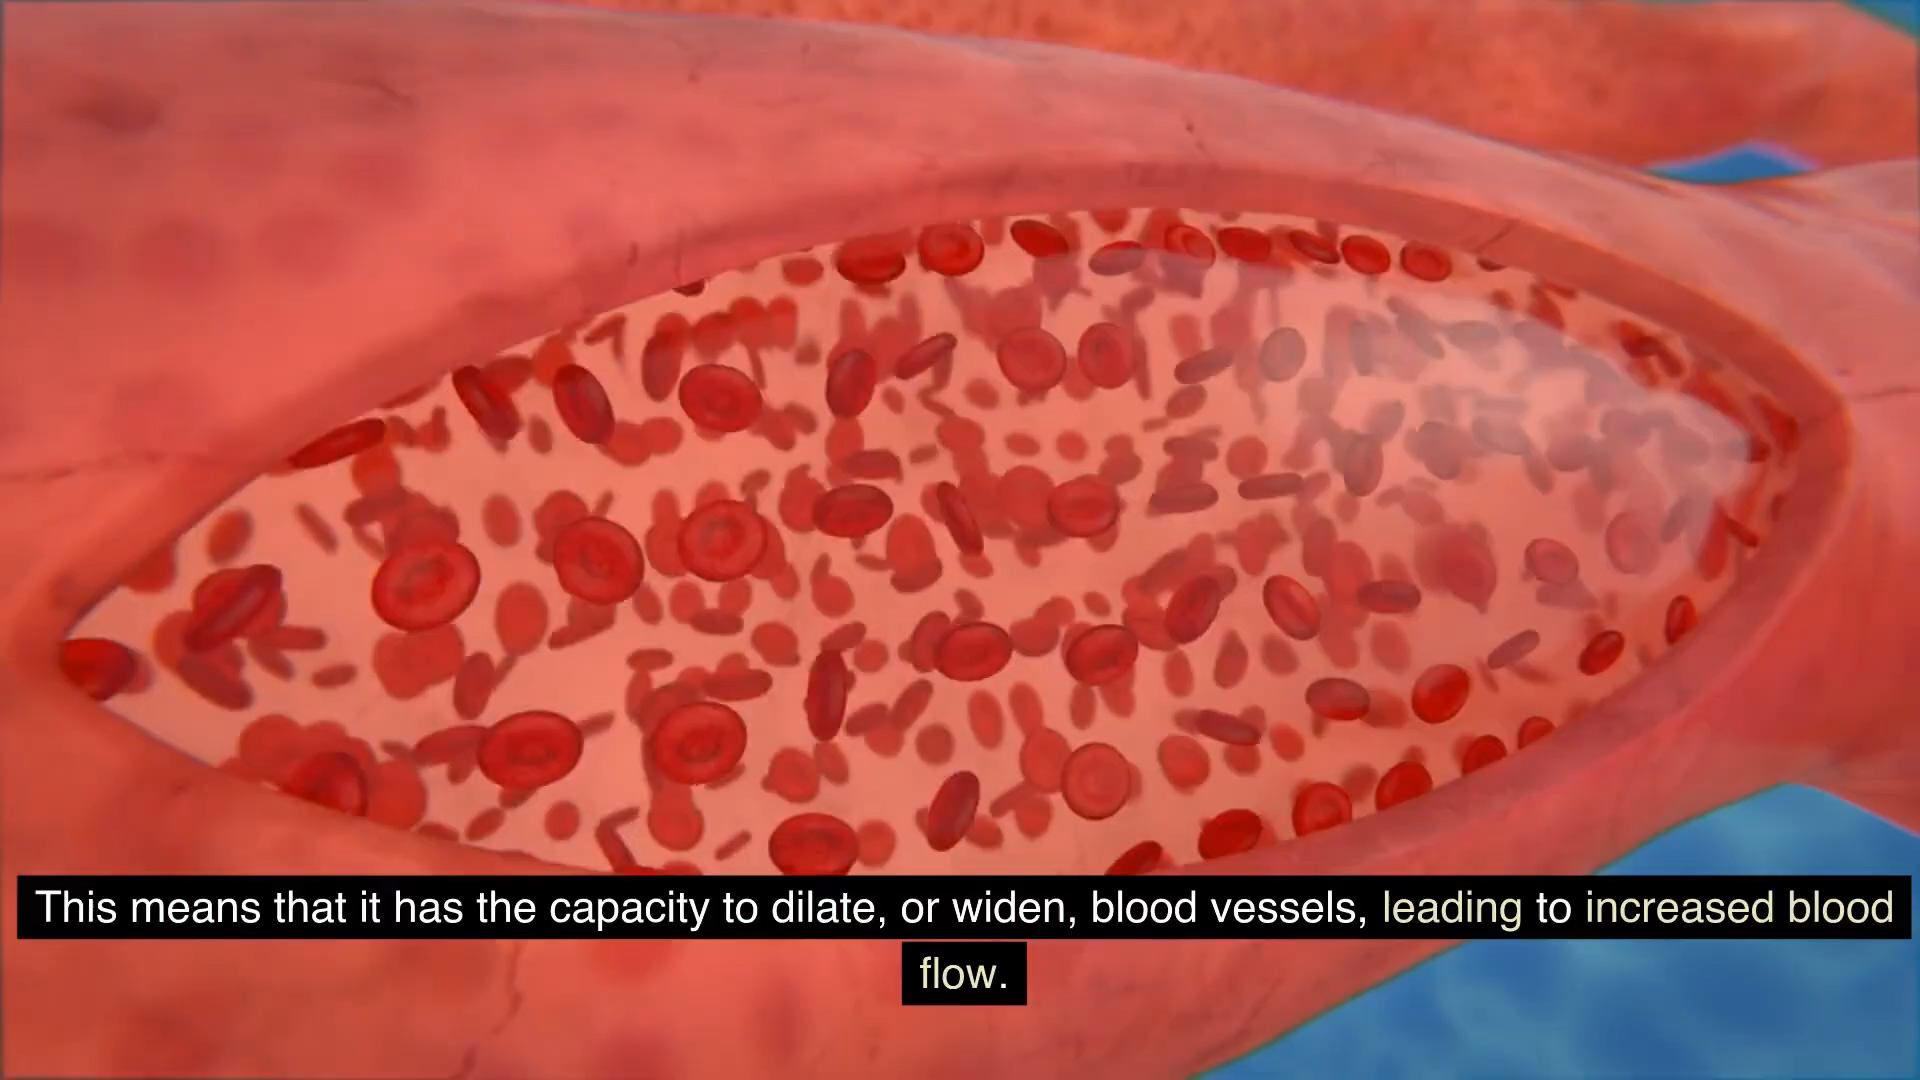 This means that it has the capacity to dilate, or widen, blood vessels, leading to increased blood
flow.